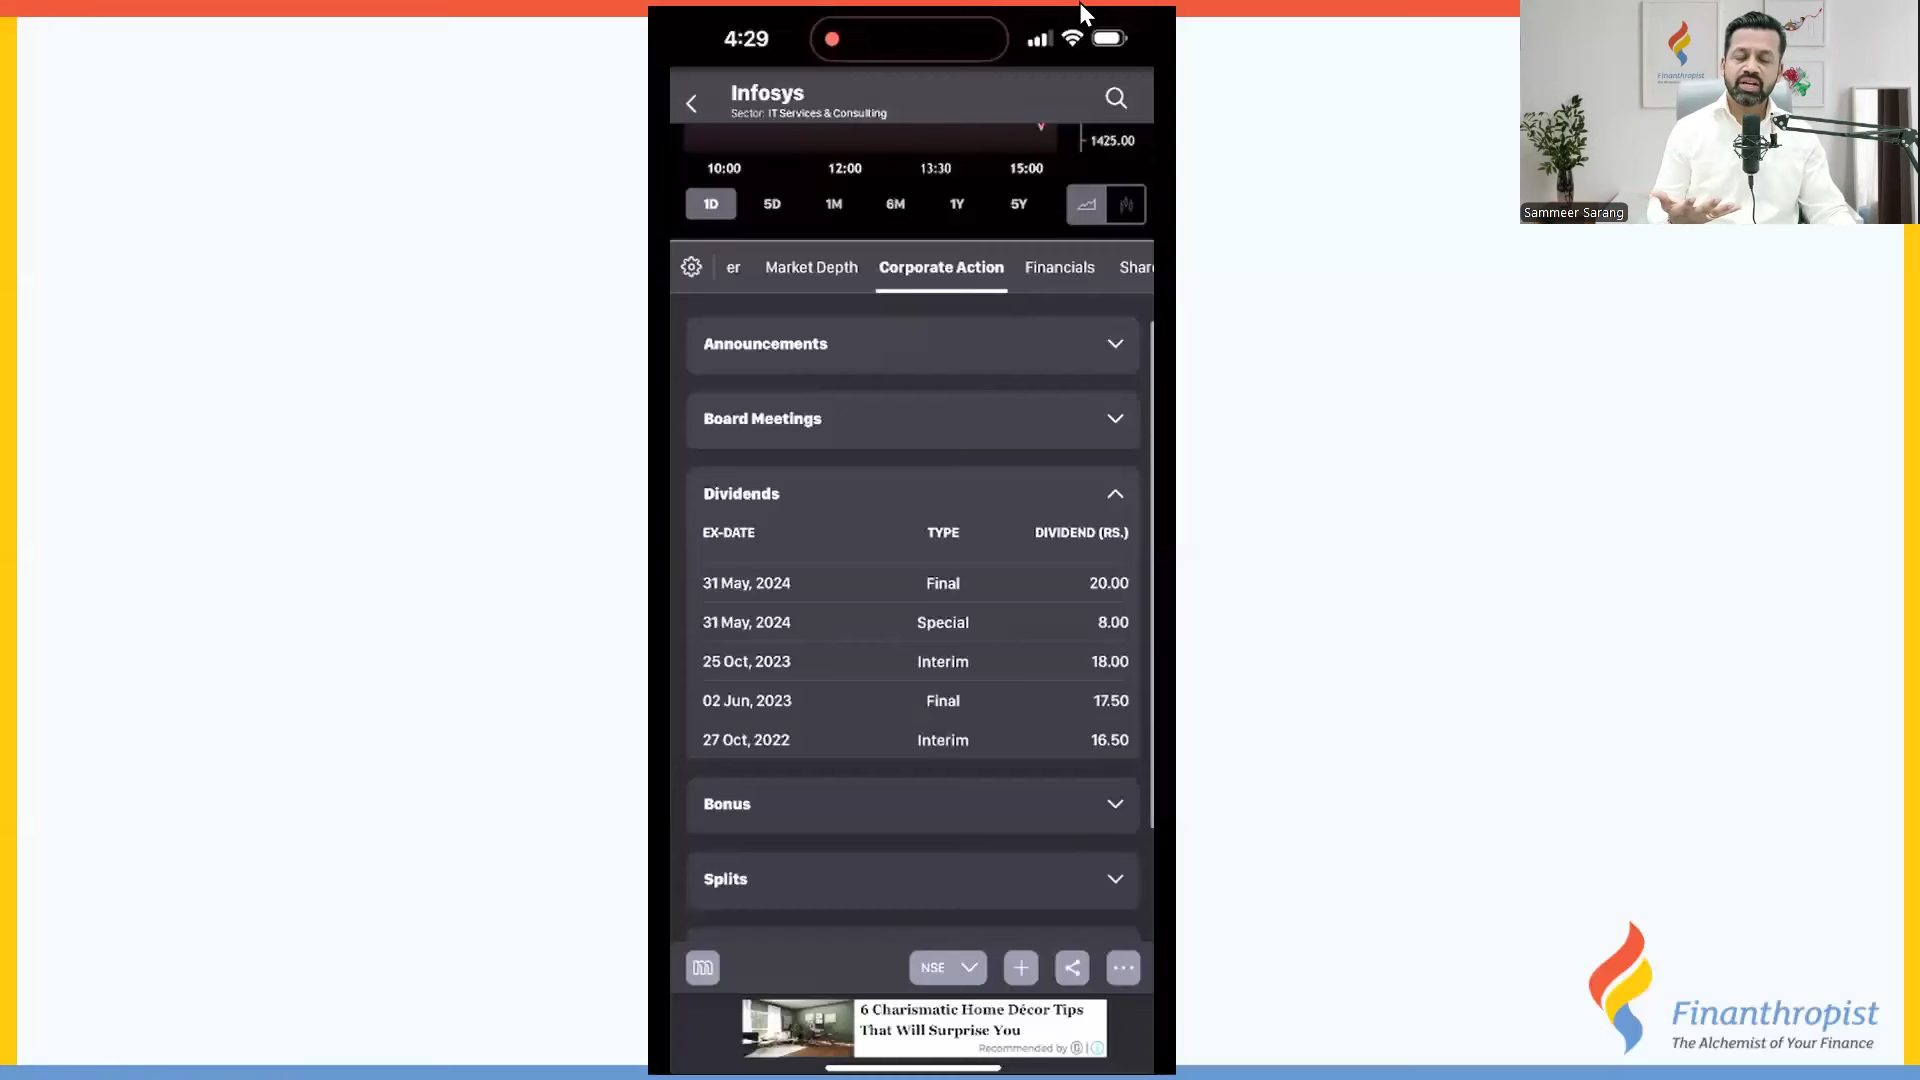 4:29
Infosys
Sector: IT Services & Consulting
1425.00
10:00 12:00 13:30 15:00
1D 5D 1M 6M 1Y 5Y
er Market Depth Corporate Action Financials Share
Announcements
Board Meetings
Dividends
EX-DATE TYPE DIVIDEND (RS.)
31 May, 2024 Final 20.00
31 May, 2024 Special 8.00
25 Oct, 2023 Interim 18.00
02 Jun, 2023 Final 17.50
27 Oct, 2022 Interim 16.50
Bonus
Splits
m NSE
6 Charismatic Home Décor Tips
That Will Surprise You
Recommended by
Finanthropist
Sammeer Sarang
Finanthropist
The Alchemist of Your Finance